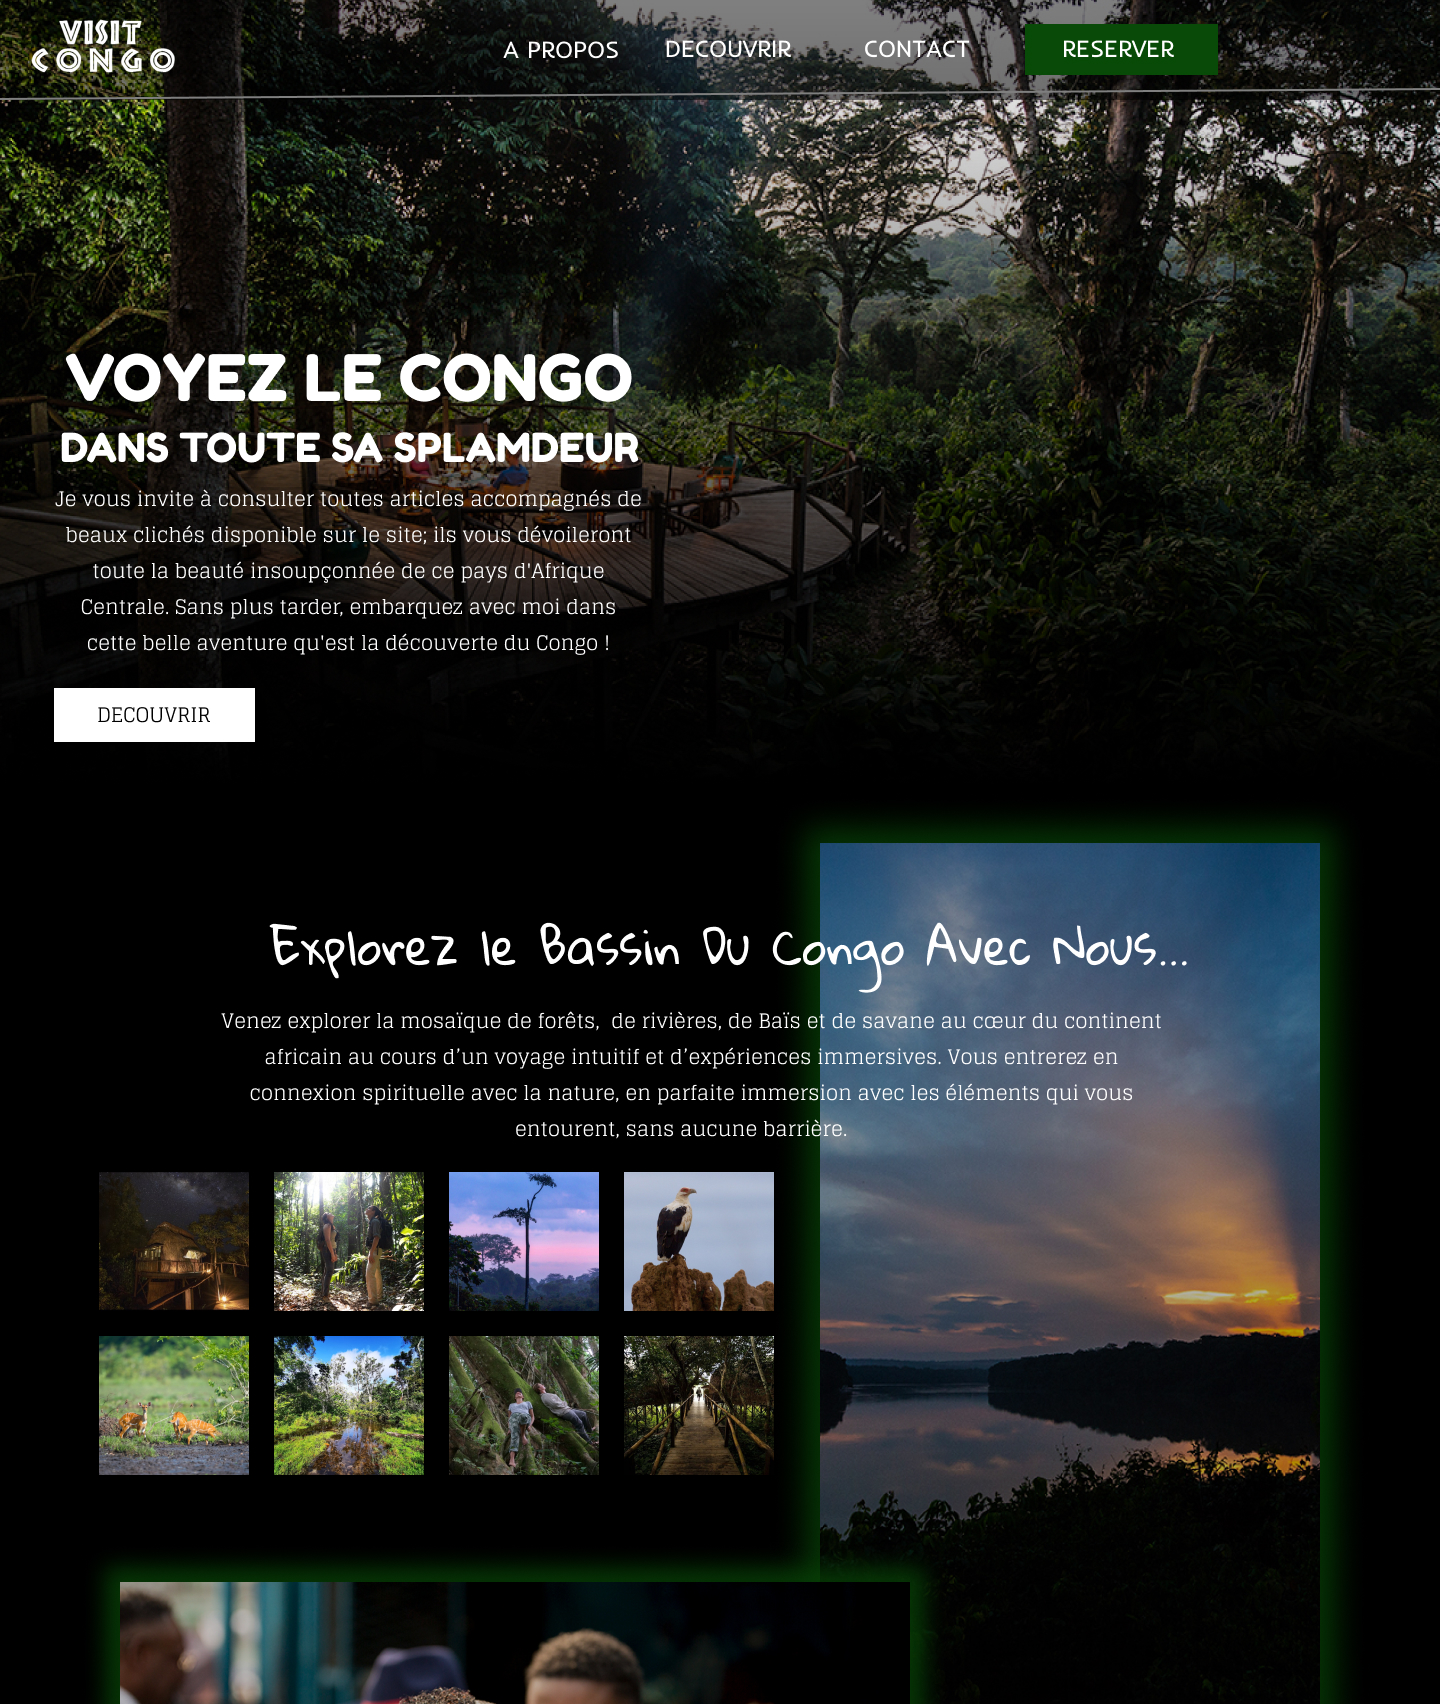 VISIT
CONGO
A PROPOS DECOUVRIR CONTACT RESERVER
VOYEZ LE CONGO
DANS TOUTE SA SPLAMDEUR
Je vous invite à consulter toutes articles accompagnés de
beaux clichés disponible sur le site; ils vous dévoileront
toute la beauté insoupçonnée de ce pays d'Afrique
Centrale. Sans plus tarder, embarquez avec moi dans
cette belle aventure qu'est la découverte du Congo !
DECOUVRIR
Explorez le Bassin Du Congo Avec Nous...
Venez explorer la mosaïque de forêts,  de rivières, de Baïs et de savane au cœur du continent
africain au cours d’un voyage intuitif et d’expériences immersives. Vous entrerez en
connexion spirituelle avec la nature, en parfaite immersion avec les éléments qui vous
entourent, sans aucune barrière.